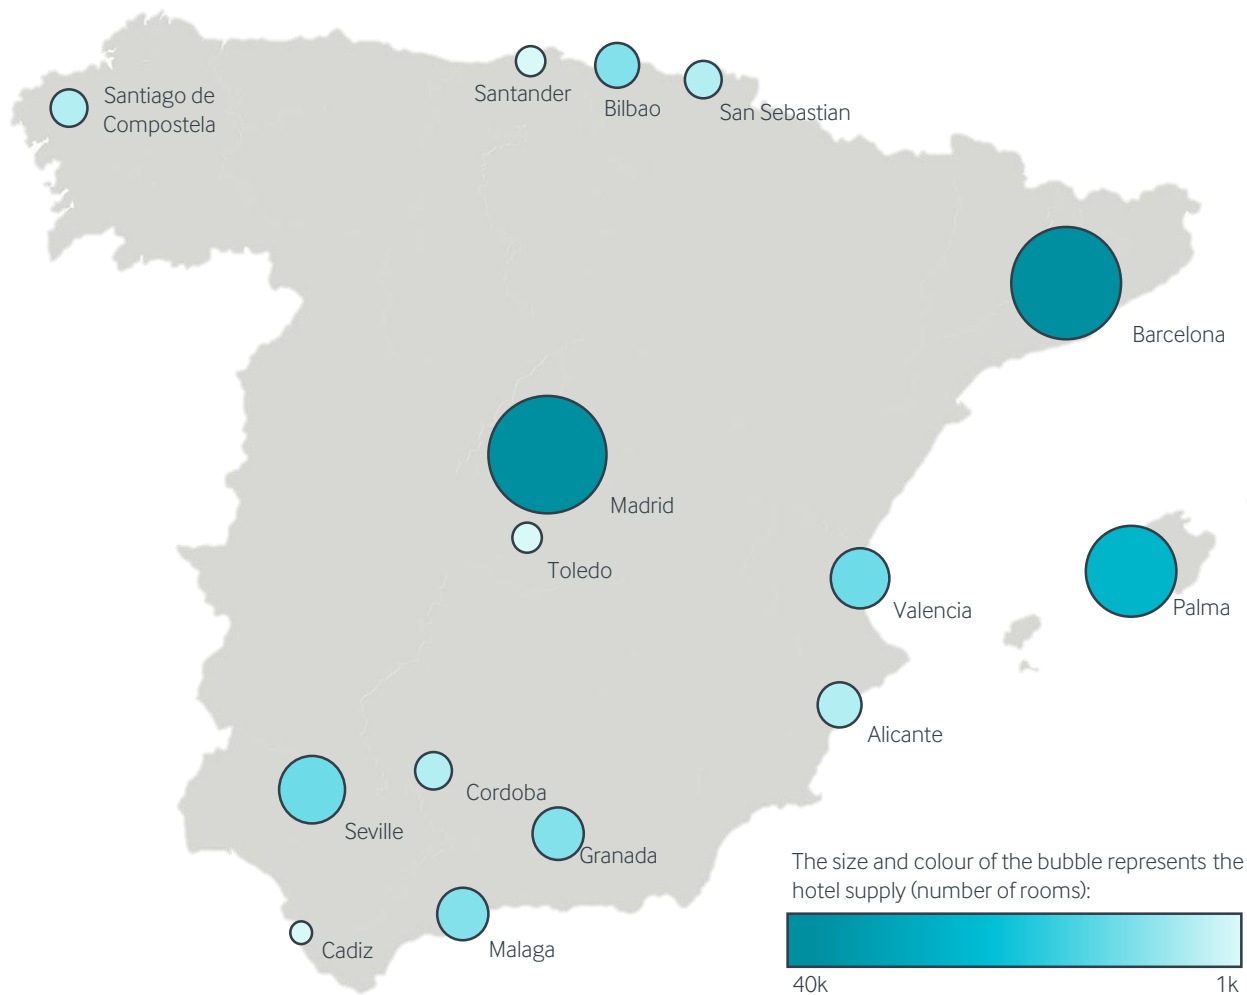 Santander
Bilbao
San Sebastian
Santiago de
Compostela
Barcelona
Madrid
Toledo
Valencia
Palma
Alicante
Cordoba
Seville
Granada
Cadiz
Malaga
The size and colour of the bubble represents the
hotel supply (number of rooms):
40k
1k